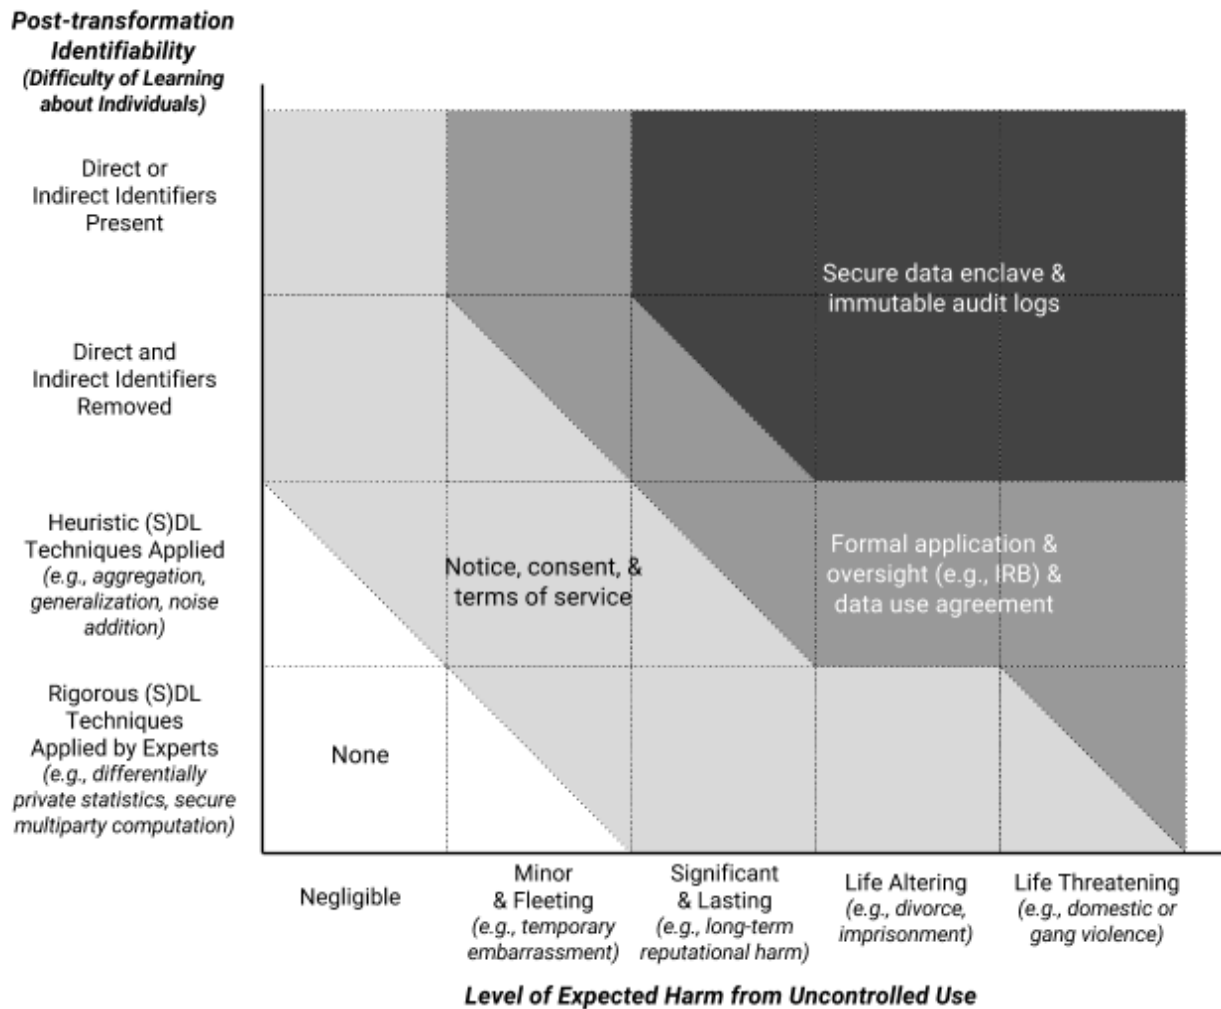 Post-transformation
Identifiability
(Difficulty of Learning
about Individuals)
Direct or
Indirect Identifiers
Present
Direct and
Indirect Identifiers
Removed
Heuristic (S)DL
Techniques Applied
(e.g., aggregation,
generalization, noise
addition)
Rigorous (S)DL
Techniques
Applied by Experts
(e.g., differentially
private statistics, secure
multiparty computation)
Secure data enclave &
immutable audit logs
Notice, consent, &
terms of service
Formal application &
oversight (e.g., IRB) &
data use agreement
None
Negligible
Minor
& Fleeting
(e.g., temporary
embarrassment)
Significant
& Lasting
(e.g., long-term
reputational harm)
Life Altering
(e.g., divorce,
imprisonment)
Life Threatening
(e.g., domestic or
gang violence)
Level of Expected Harm from Uncontrolled Use